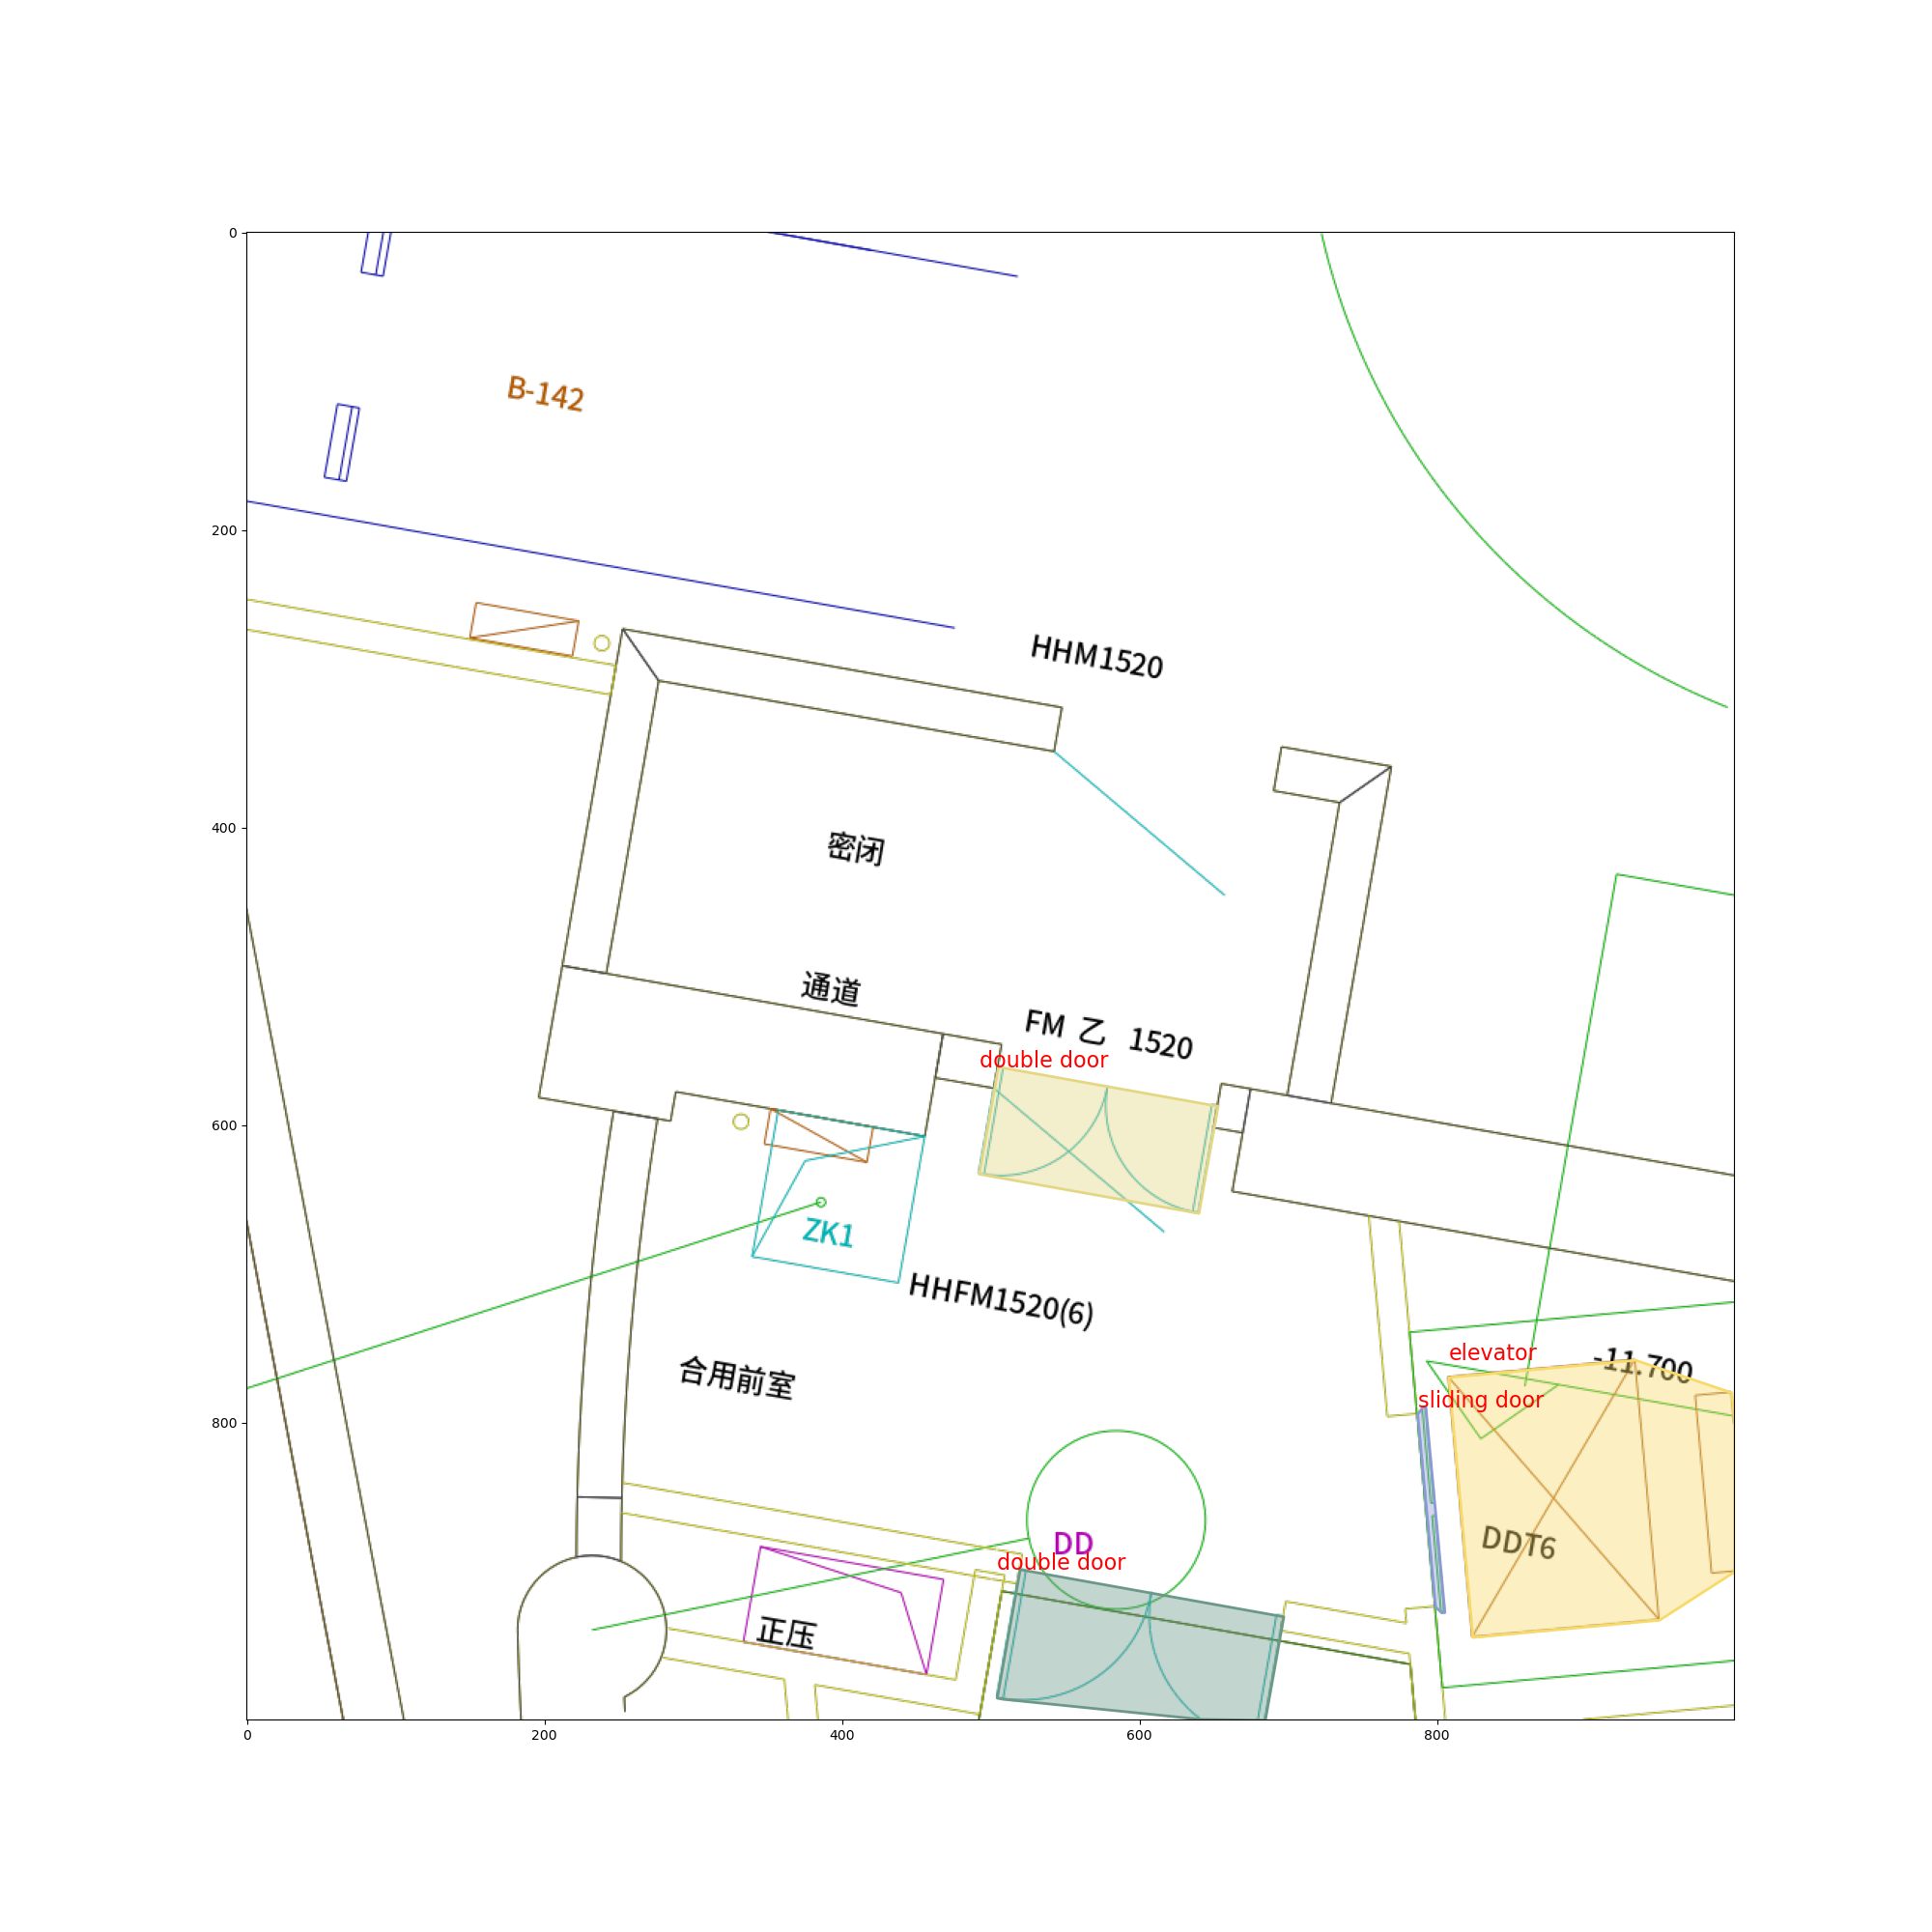 0
B-142
200
HHM1520
400
密闭
通道
FM 乙 1520
double door
600
ZK1
HHFM1520(6)
合用前室
elevator
-11.700
sliding door
800
DD
DDT6
double door
正压
0
200
400
600
800